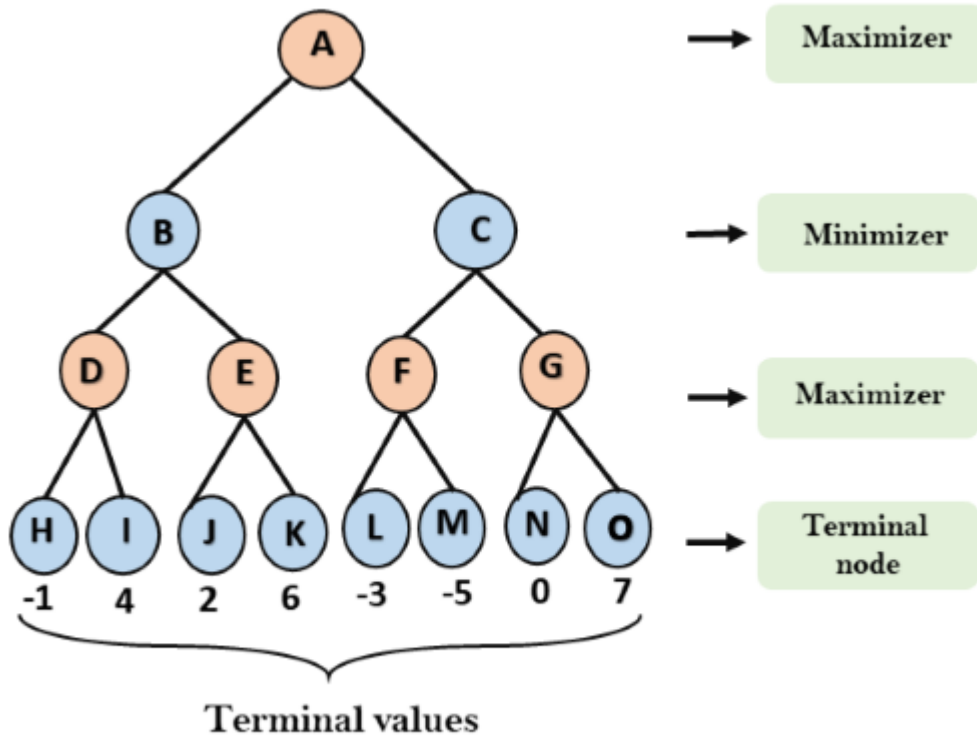 A
Maximizer
B
C
Minimizer
D
E
F
G
Maximizer
H
I
J
K
L
M
N
O
Terminal
node
-1
4
2
6
-3
-5
0
7
Terminal values